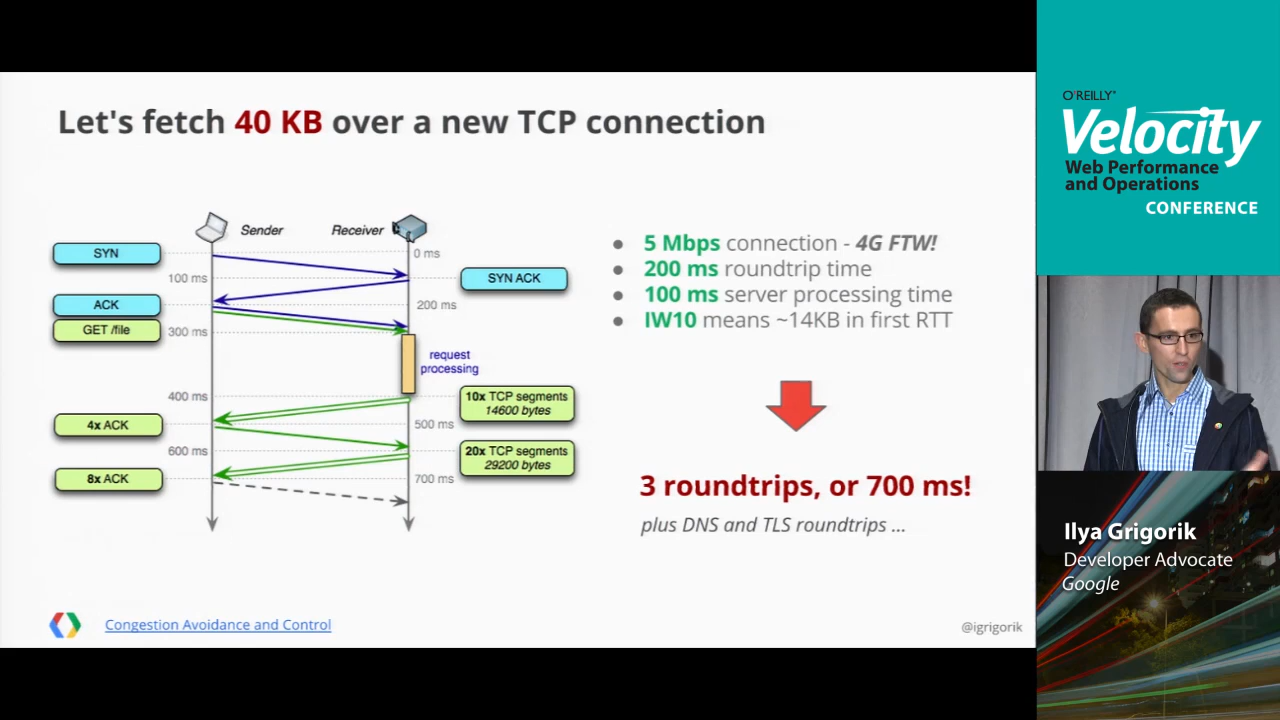 Let's fetch 40 KB over a new TCP connection
Sender
Receiver
SYN
0 ms
100 ms
SYN ACK
ACK
200 ms
GET /file
300 ms
request
processing
400 ms
10x TCP segments
14600 bytes
4x ACK
500 ms
600 ms
20x TCP segments
29200 bytes
8x ACK
700 ms
● 5 Mbps connection - 4G FTW!
● 200 ms roundtrip time
● 100 ms server processing time
● IW10 means ~14KB in first RTT
3 roundtrips, or 700 ms!
plus DNS and TLS roundtrips ...
Congestion Avoidance and Control
@igrigorik
O'REILLY®
Velocity
Web Performance
and Operations
CONFERENCE
Ilya Grigorik
Developer Advocate
Google